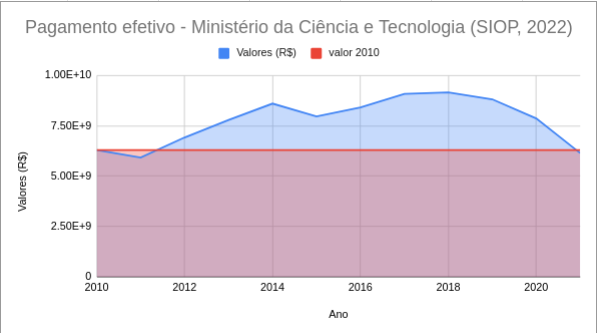 Pagamento efetivo - Ministério da Ciência e Tecnologia (SIOP, 2022)
Valores (R$) valor 2010
1.00E+10
7.50E+9
5.00E+9
2.50E+9
0
Valores (R$)
2010 2012 2014 2016 2018 2020
Ano